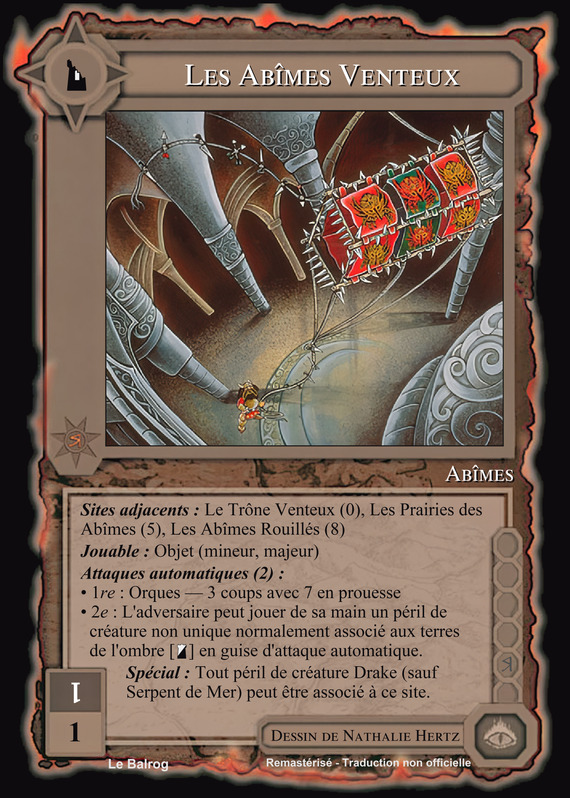 Les Abîmes Venteux
Abîmes
Sites adjacents : Le Trône Venteux (0), Les Prairies des
Abîmes (5), Les Abîmes Rouillés (8)
Jouable : Objet (mineur, majeur)
Attaques automatiques (2) :
• 1re : Orques — 3 coups avec 7 en prouesse
• 2e : L'adversaire peut jouer de sa main un péril de
créature non unique normalement associé aux terres
de l'ombre [ ] en guise d'attaque automatique.
Spécial : Tout péril de créature Drake (sauf
Serpent de Mer) peut être associé à ce site.
1
1
Dessin de Nathalie Hertz
Le Balrog
Remastérisé - Traduction non officielle